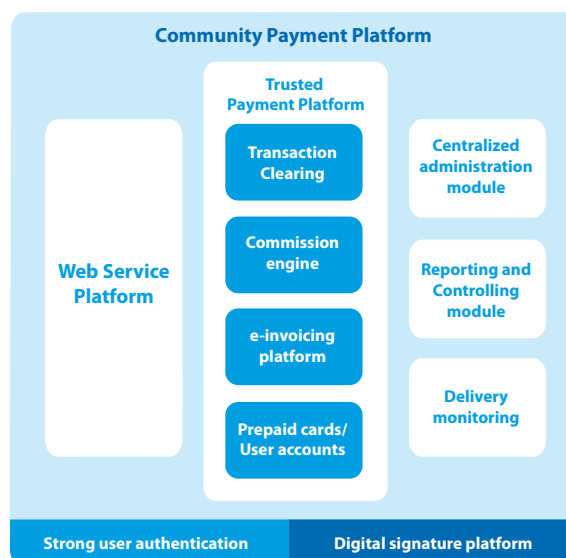 Community Payment Platform
Trusted
Payment Platform
Web Service
Platform
Transaction
Clearing
Commission
engine
e-invoicing
platform
Prepaid cards/
User accounts
Centralized
administration
module
Reporting and
Controlling
module
Delivery
monitoring
Strong user authentication
Digital signature platform